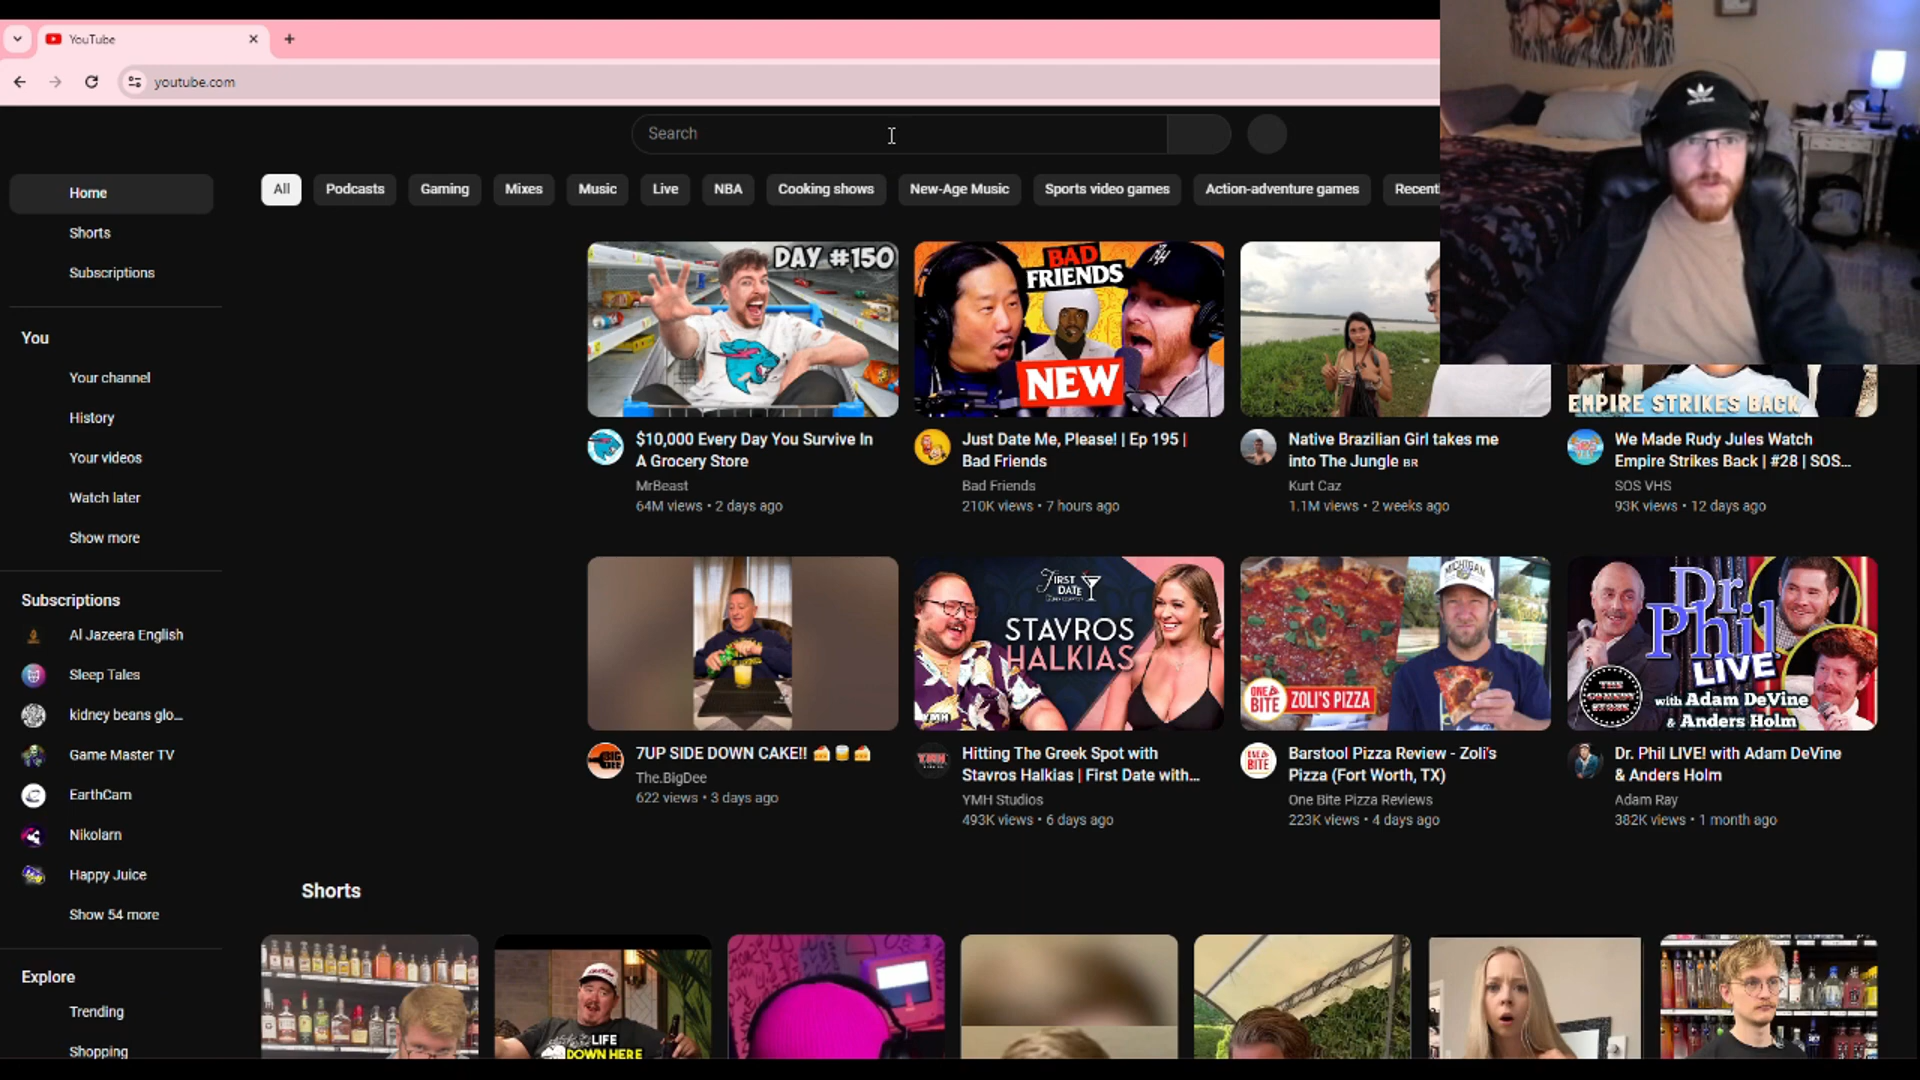 YouTube
youtube.com
Search
All
Podcasts
Gaming
Mixes
Music
Live
NBA
Cooking shows
New-Age Music
Sports video games
Action-adventure games
Home
Shorts
Subscriptions
You
Your channel
History
Your videos
Watch later
Show more
Subscriptions
Al Jazeera English
Sleep Tales
kidney beans glo...
Game Master TV
EarthCam
Nikolarn
Happy Juice
Show 54 more
Explore
Trending
Shopping
DAY #150
$10,000 Every Day You Survive In
A Grocery Store
MrBeast
64M views • 2 days ago
BAD
FRIENDS
NEW
Just Date Me, Please! | Ep 195 |
Bad Friends
Bad Friends
210K views • 7 hours ago
Native Brazilian Girl takes me
into The Jungle BR
Kurt Caz
1.1M views • 2 weeks ago
EMPIRE STRIKES BACK
We Made Rudy Jules Watch
Empire Strikes Back | #28 | SOS...
SOS VHS
93K views • 12 days ago
7UP SIDE DOWN CAKE!! 🍰🥃🍰
The.BigDee
622 views • 3 days ago
FIRST
DATE
STAVROS
HALKIAS
YMH
Hitting The Greek Spot with
Stavros Halkias | First Date with...
YMH Studios
493K views • 6 days ago
MICHIGAN
ONE
BITE
ZOLI'S PIZZA
Barstool Pizza Review - Zoli's
Pizza (Fort Worth, TX)
One Bite Pizza Reviews
223K views • 4 days ago
Dr.
Phil
LIVE!
with Adam DeVine
& Anders Holm
THE
COMEDY
STORE
Dr. Phil LIVE! with Adam DeVine
& Anders Holm
Adam Ray
382K views • 1 month ago
Shorts
LIFE
DOWN HERE